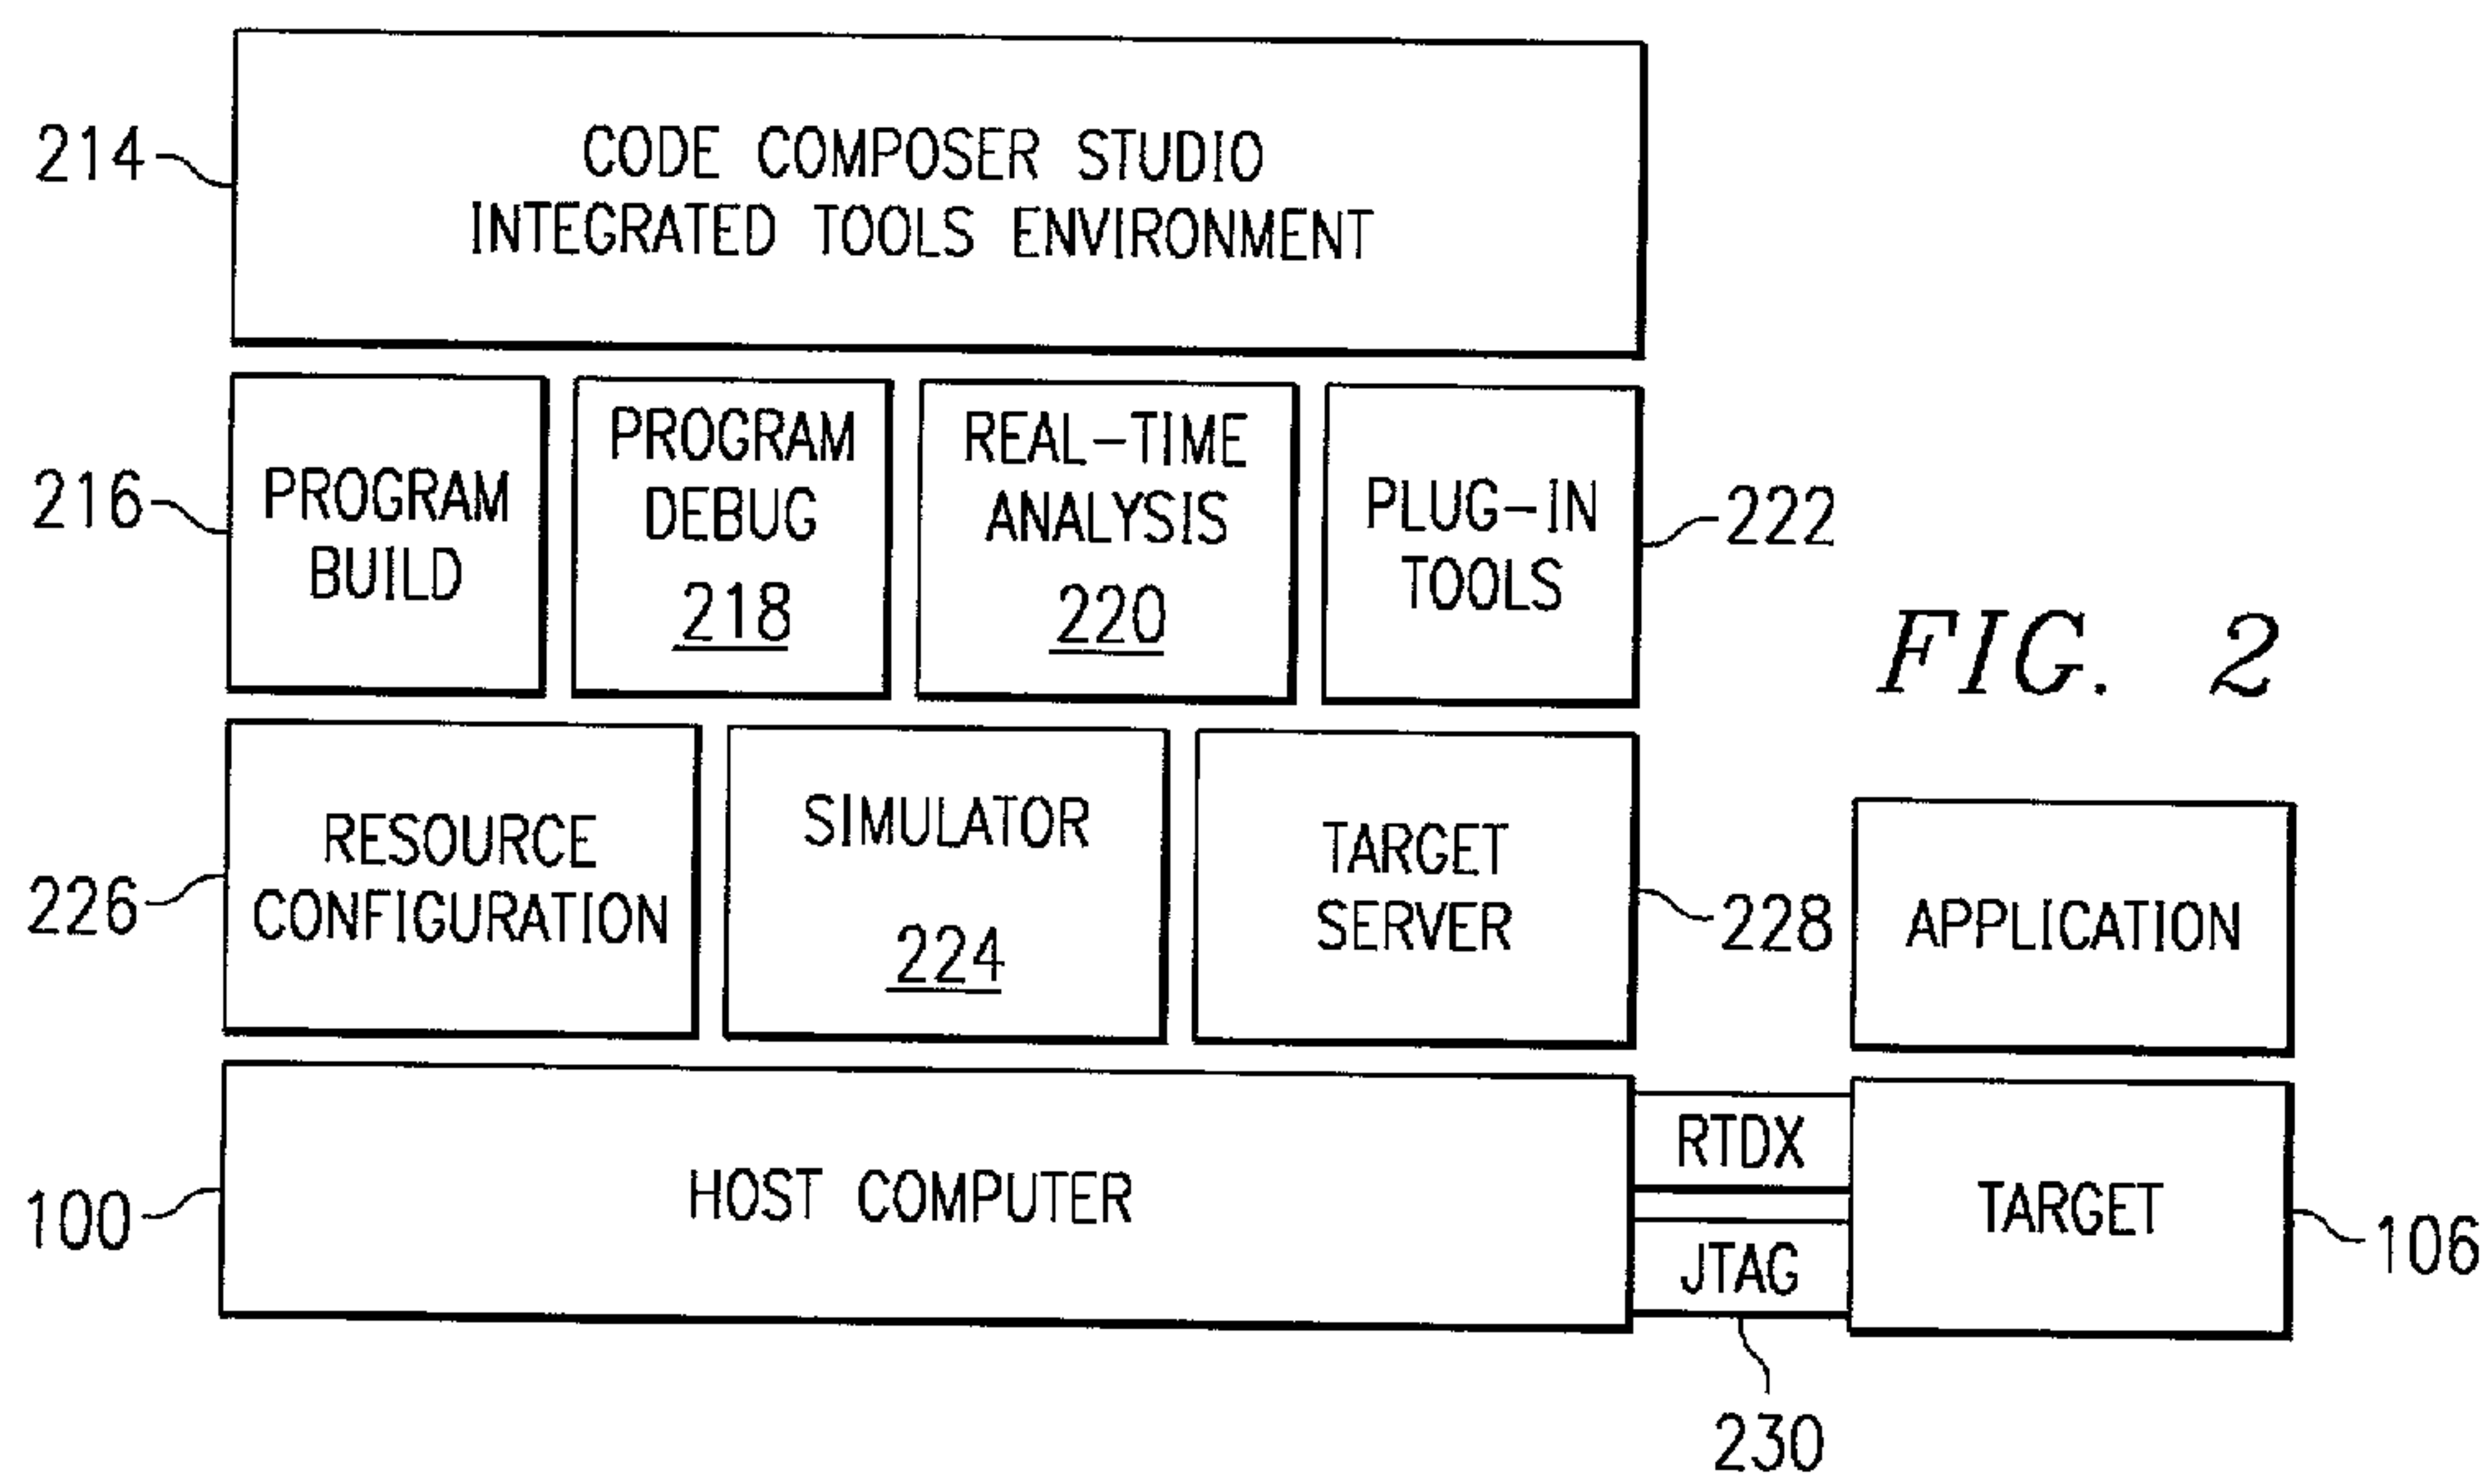 214
CODE COMPOSER STUDIO
INTEGRATED TOOLS ENVIRONMENT
216
PROGRAM
BUILD
PROGRAM
DEBUG
218
REAL-TIME
ANALYSIS
220
PLUG-IN
TOOLS
222
FIG. 2
226
RESOURCE
CONFIGURATION
SIMULATOR
224
TARGET
SERVER
228
APPLICATION
100
HOST COMPUTER
RTDX
JTAG
TARGET
106
230